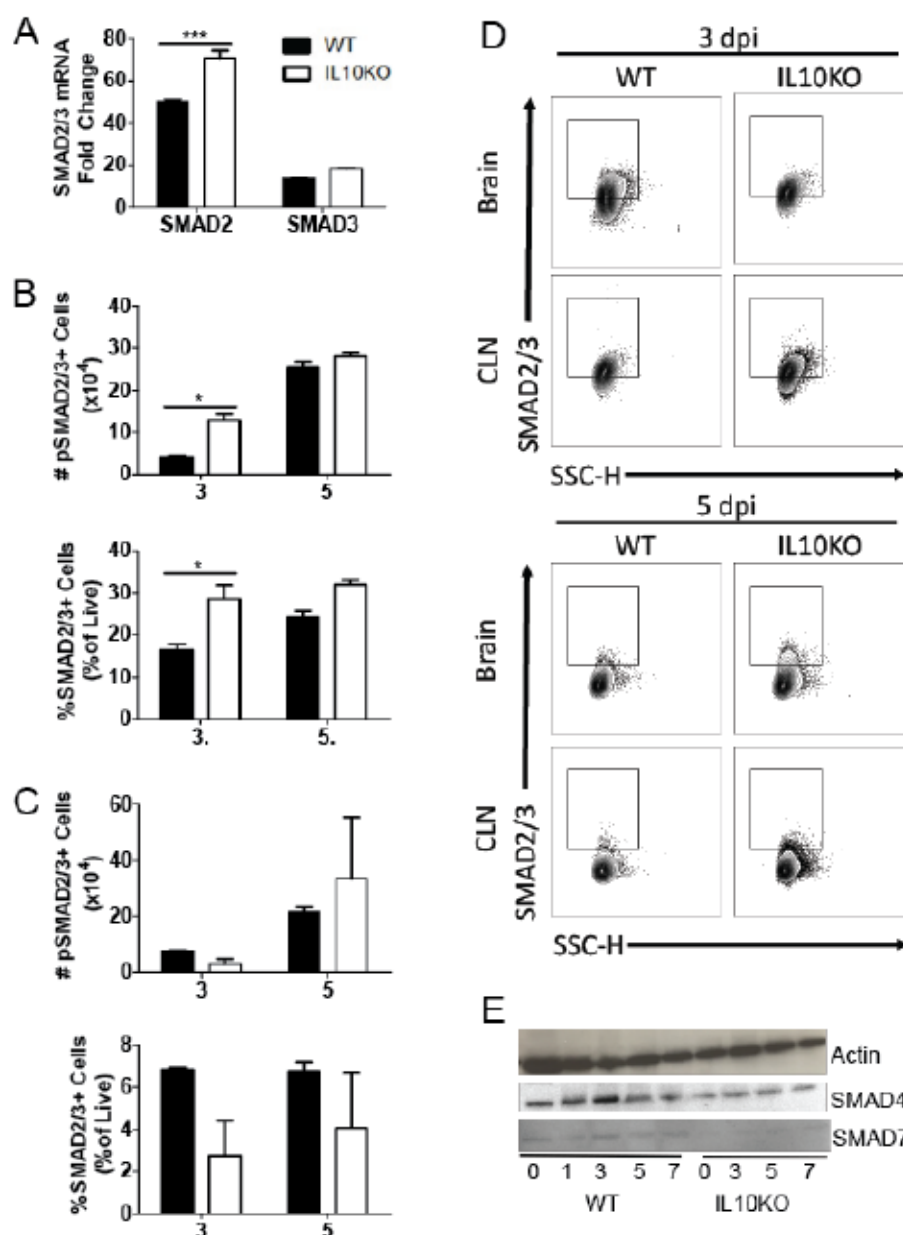 A
SMAD2/3 mRNA
Fold Change
80
60
40
20
0
***
WT
IL10KO
SMAD2
SMAD3
B
# pSMAD2/3+ Cells
(x10⁴)
40
30
20
10
0
*
3
5
%SMAD2/3+ Cells
(%of Live)
40
30
20
10
0
*
3.
5.
C
# pSMAD2/3+ Cells
(x10⁴)
60
40
20
0
3
5
%SMAD2/3+ Cells
(%of Live)
8
6
4
2
0
3
5
D
3 dpi
WT
IL10KO
Brain
CLN
SMAD2/3
SSC-H
5 dpi
WT
IL10KO
Brain
CLN
SMAD2/3
SSC-H
E
Actin
SMAD4
SMAD7
0 1 3 5 7 0 3 5 7
WT IL10KO